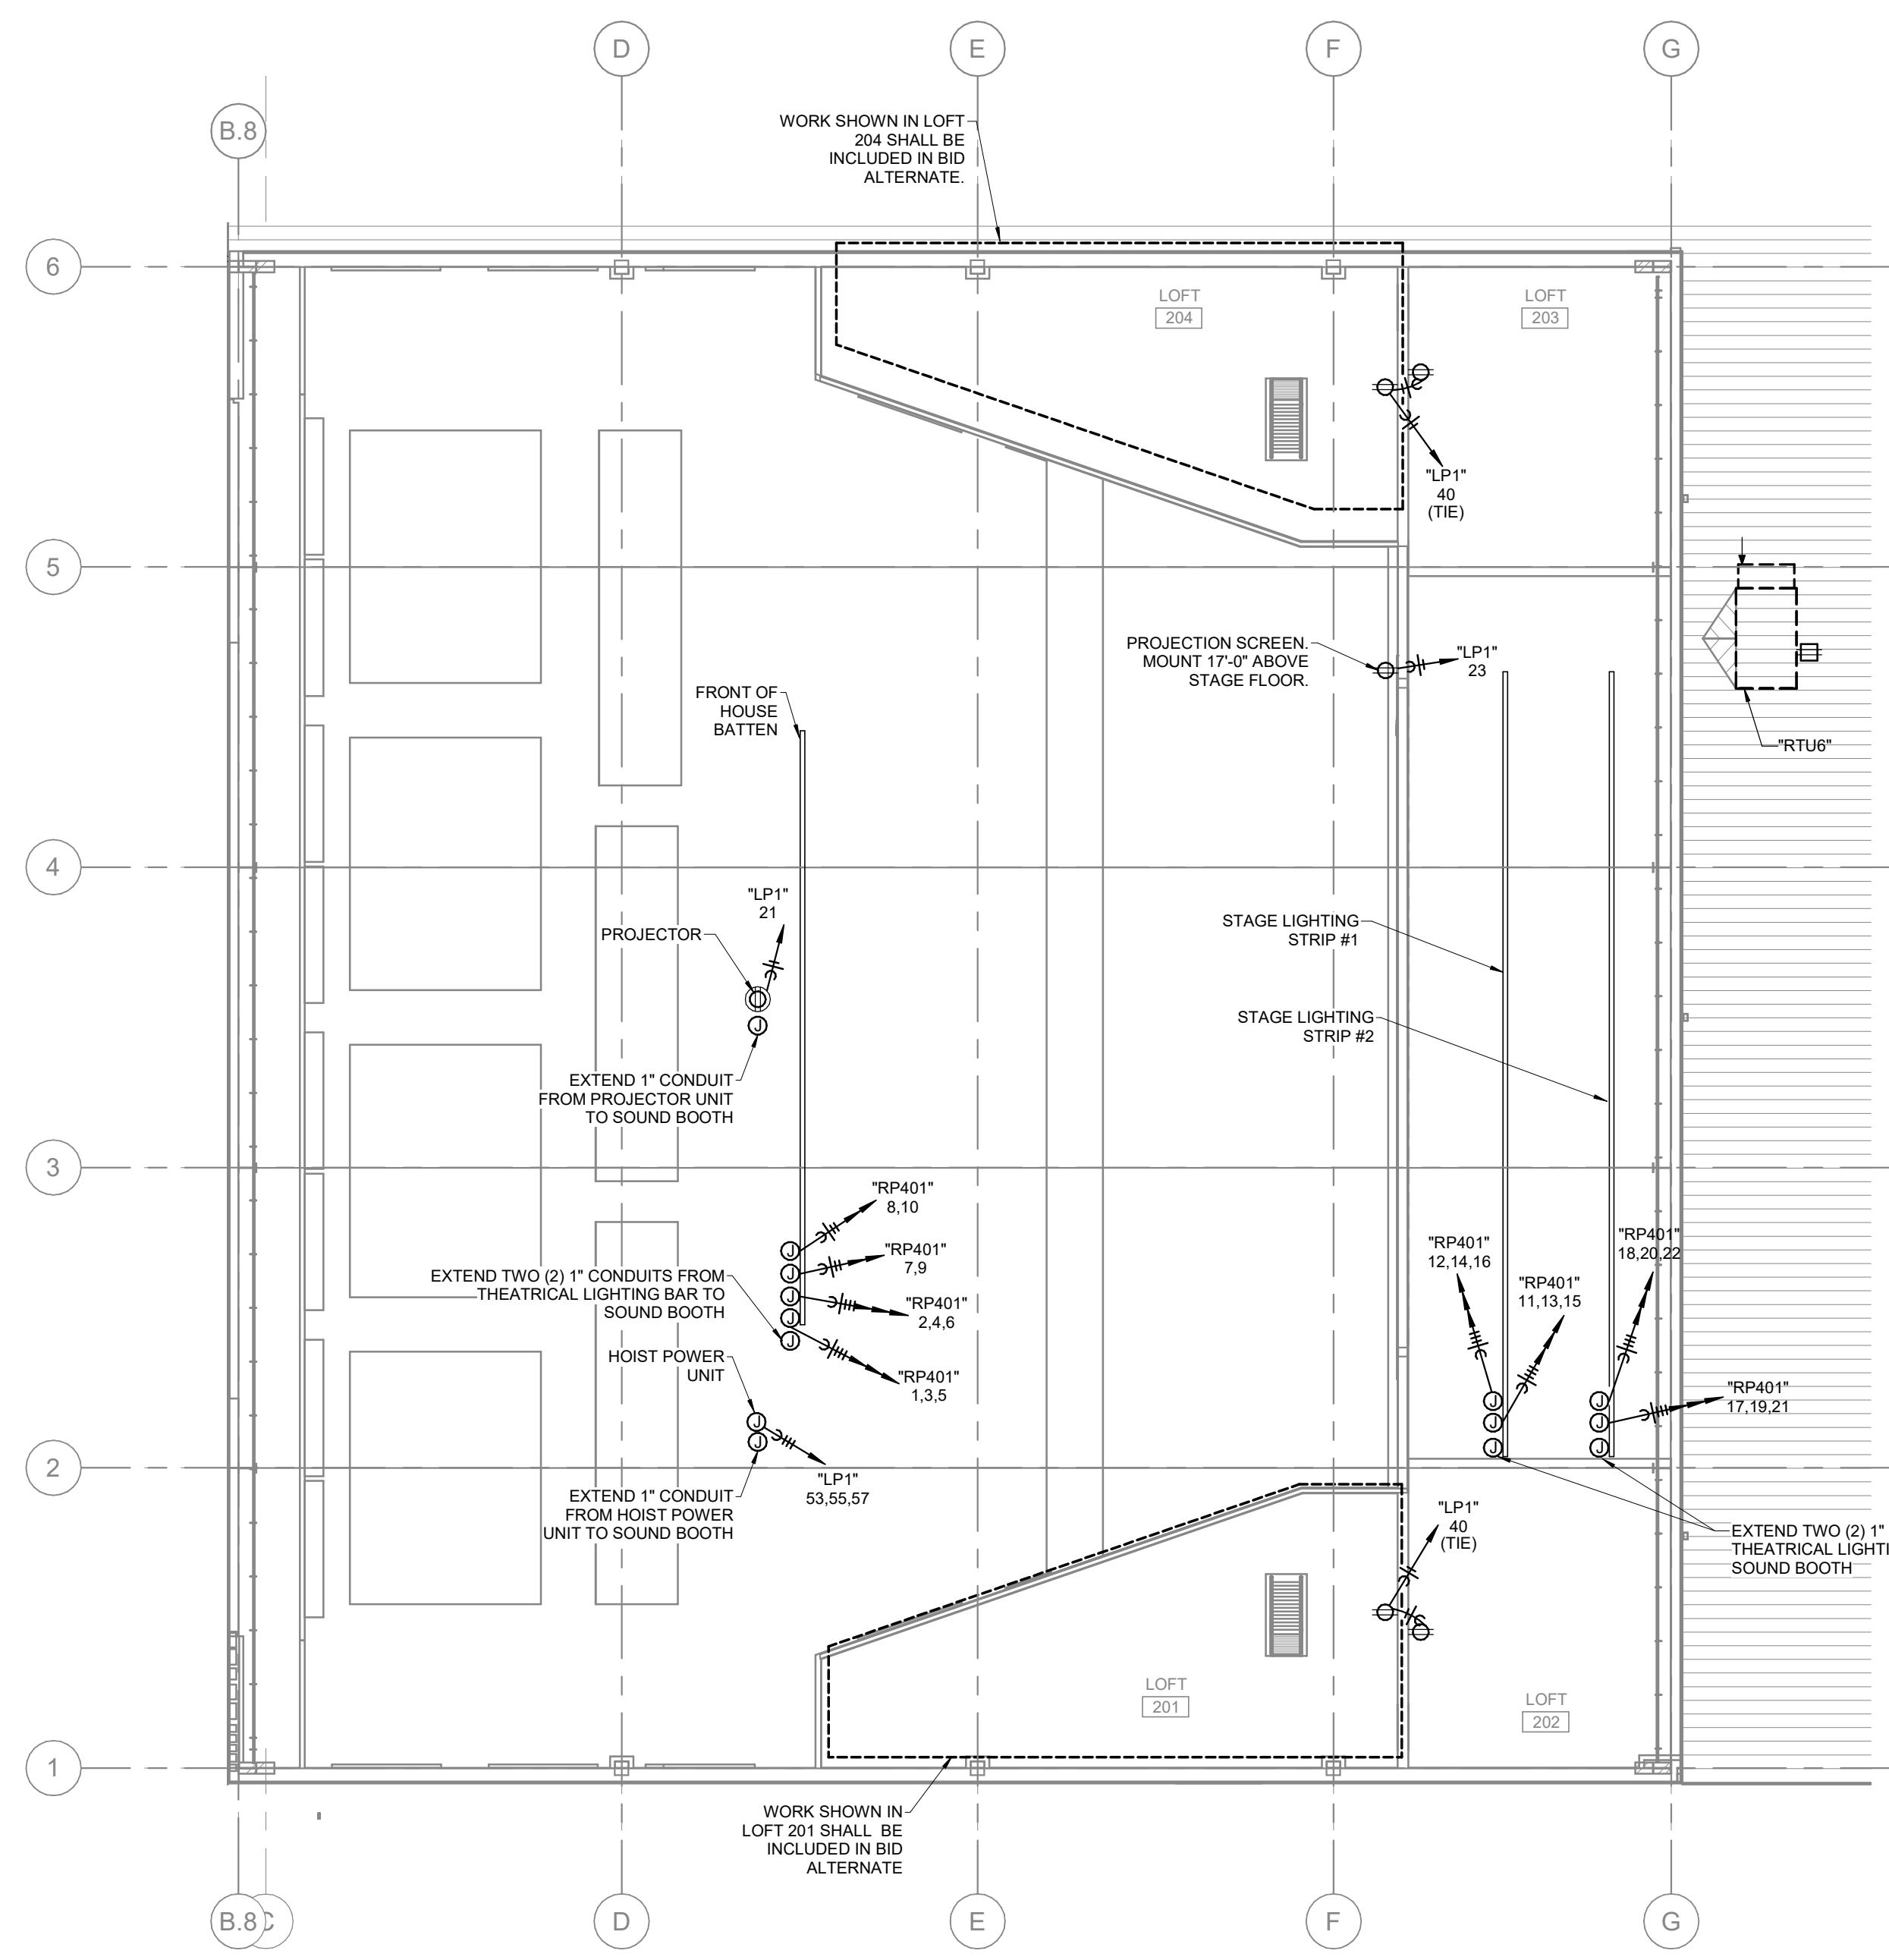 D
E
F
G
B.8
WORK SHOWN IN LOFT
204 SHALL BE
INCLUDED IN BID
ALTERNATE.
6
LOFT
204
LOFT
203
"LP1"
40
(TIE)
5
PROJECTION SCREEN.
MOUNT 17'-0" ABOVE
STAGE FLOOR.
"LP1"
23
FRONT OF
HOUSE
BATTEN
"RTU6"
4
"LP1"
21
PROJECTOR
STAGE LIGHTING
STRIP #1
STAGE LIGHTING
STRIP #2
J
EXTEND 1" CONDUIT
FROM PROJECTOR UNIT
TO SOUND BOOTH
3
"RP401"
8,10
"RP401"
7,9
"RP401"
2,4,6
"RP401"
1,3,5
J
J
J
J
J
EXTEND TWO (2) 1" CONDUITS FROM
THEATRICAL LIGHTING BAR TO
SOUND BOOTH
"RP401"
12,14,16
"RP401"
11,13,15
"RP401"
18,20,22
"RP401"
17,19,21
J
J
J
J
J
J
HOIST POWER
UNIT
J
J
2
"LP1"
53,55,57
EXTEND 1" CONDUIT
FROM HOIST POWER
UNIT TO SOUND BOOTH
"LP1"
40
(TIE)
EXTEND TWO (2) 1"
THEATRICAL LIGHTI
SOUND BOOTH
LOFT
201
LOFT
202
1
WORK SHOWN IN
LOFT 201 SHALL BE
INCLUDED IN BID
ALTERNATE
B.8
C
D
E
F
G